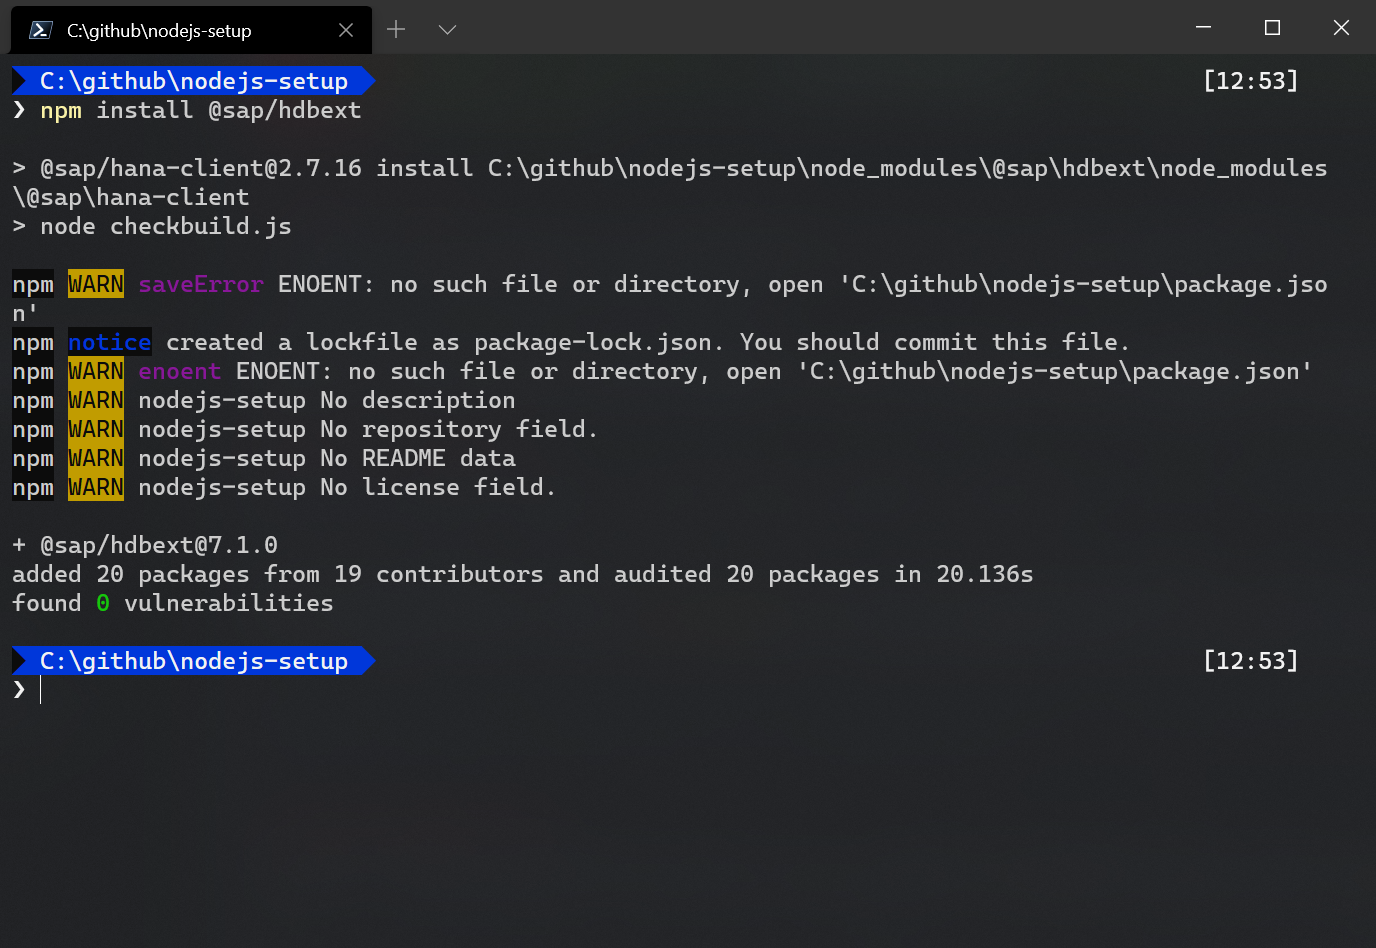 C:\github\nodejs-setup
C:\github\nodejs-setup [12:53]
❯ npm install @sap/hdbext
> @sap/hana-client@2.7.16 install C:\github\nodejs-setup\node_modules\@sap\hdbext\node_modules
\@sap\hana-client
> node checkbuild.js
npm WARN saveError ENOENT: no such file or directory, open 'C:\github\nodejs-setup\package.jso
n'
npm notice created a lockfile as package-lock.json. You should commit this file.
npm WARN enoent ENOENT: no such file or directory, open 'C:\github\nodejs-setup\package.json'
npm WARN nodejs-setup No description
npm WARN nodejs-setup No repository field.
npm WARN nodejs-setup No README data
npm WARN nodejs-setup No license field.
+ @sap/hdbext@7.1.0
added 20 packages from 19 contributors and audited 20 packages in 20.136s
found 0 vulnerabilities
C:\github\nodejs-setup [12:53]
❯